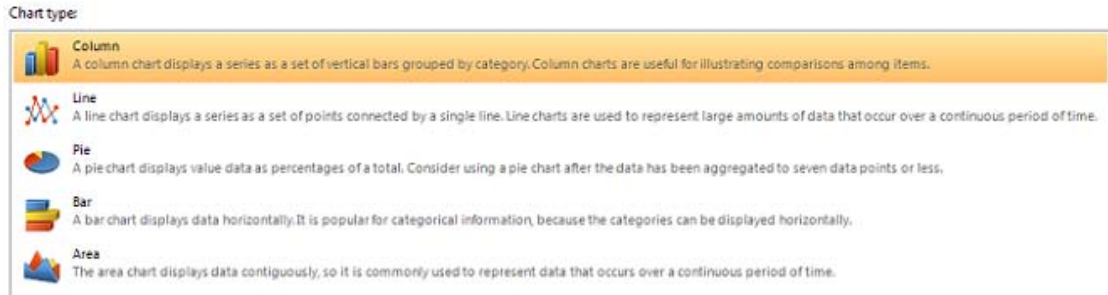 Chart type:
Column
A column chart displays a series as a set of vertical bars grouped by category. Column charts are useful for illustrating comparisons among items.
Line
A line chart displays a series as a set of points connected by a single line. Line charts are used to represent large amounts of data that occur over a continuous period of time.
Pie
A pie chart displays value data as percentages of a total. Consider using a pie chart after the data has been aggregated to seven data points or less.
Bar
A bar chart displays data horizontally. It is popular for categorical information, because the categories can be displayed horizontally.
Area
The area chart displays data contiguously, so it is commonly used to represent data that occurs over a continuous period of time.